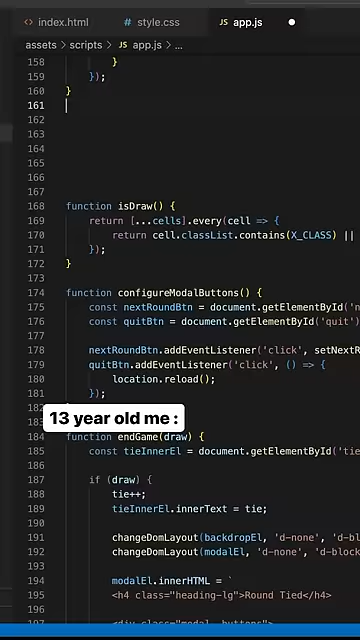 index.html
style.css
app.js
assets > scripts > app.js > ...
158 }
159 });
160 }
161
162
163
164
165
166
167
168 function isDraw() {
169 return [...cells].every(cell => {
170 return cell.classList.contains(X_CLASS) ||
171 });
172 }
173
174 function configureModalButtons() {
175 const nextRoundBtn = document.getElementById('n
176 const quitBtn = document.getElementById('quit')
177
178 nextRoundBtn.addEventListener('click', setNextR
179 quitBtn.addEventListener('click', () => {
180 location.reload();
181 });
13 year old me :
184 function endGame(draw) {
185 const tieInnerEl = document.getElementById('tie
186
187 if (draw) {
188 tie++;
189 tieInnerEl.innerText = tie;
190
191 changeDomLayout(backdropEl, 'd-none', 'd-bl
192 changeDomLayout(modalEl, 'd-none', 'd-block
193
194 modalEl.innerHTML = `
195 <h4 class="heading-lg">Round Tied</h4>
196
197 <div class="modal__buttons">